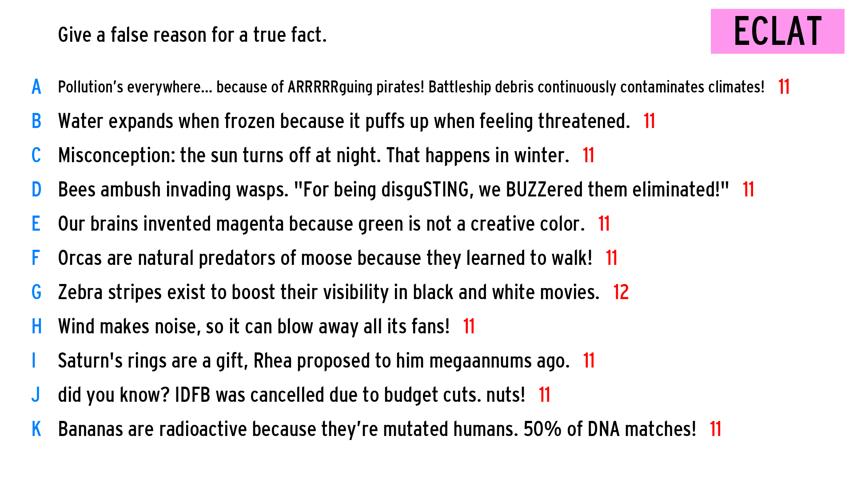 Give a false reason for a true fact.
ECLAT
A Pollution's everywhere... because of ARRRRRguing pirates! Battleship debris continuously contaminates climates! 11
B Water expands when frozen because it puffs up when feeling threatened. 11
C Misconception: the sun turns off at night. That happens in winter. 11
D Bees ambush invading wasps. "For being disguSTING, we BUZZered them eliminated!" 11
E Our brains invented magenta because green is not a creative color. 11
F Orcas are natural predators of moose because they learned to walk! 11
G Zebra stripes exist to boost their visibility in black and white movies. 12
H Wind makes noise, so it can blow away all its fans! 11
I Saturn's rings are a gift, Rhea proposed to him megaannums ago. 11
J did you know? IDFB was cancelled due to budget cuts. nuts! 11
K Bananas are radioactive because they're mutated humans. 50% of DNA matches! 11